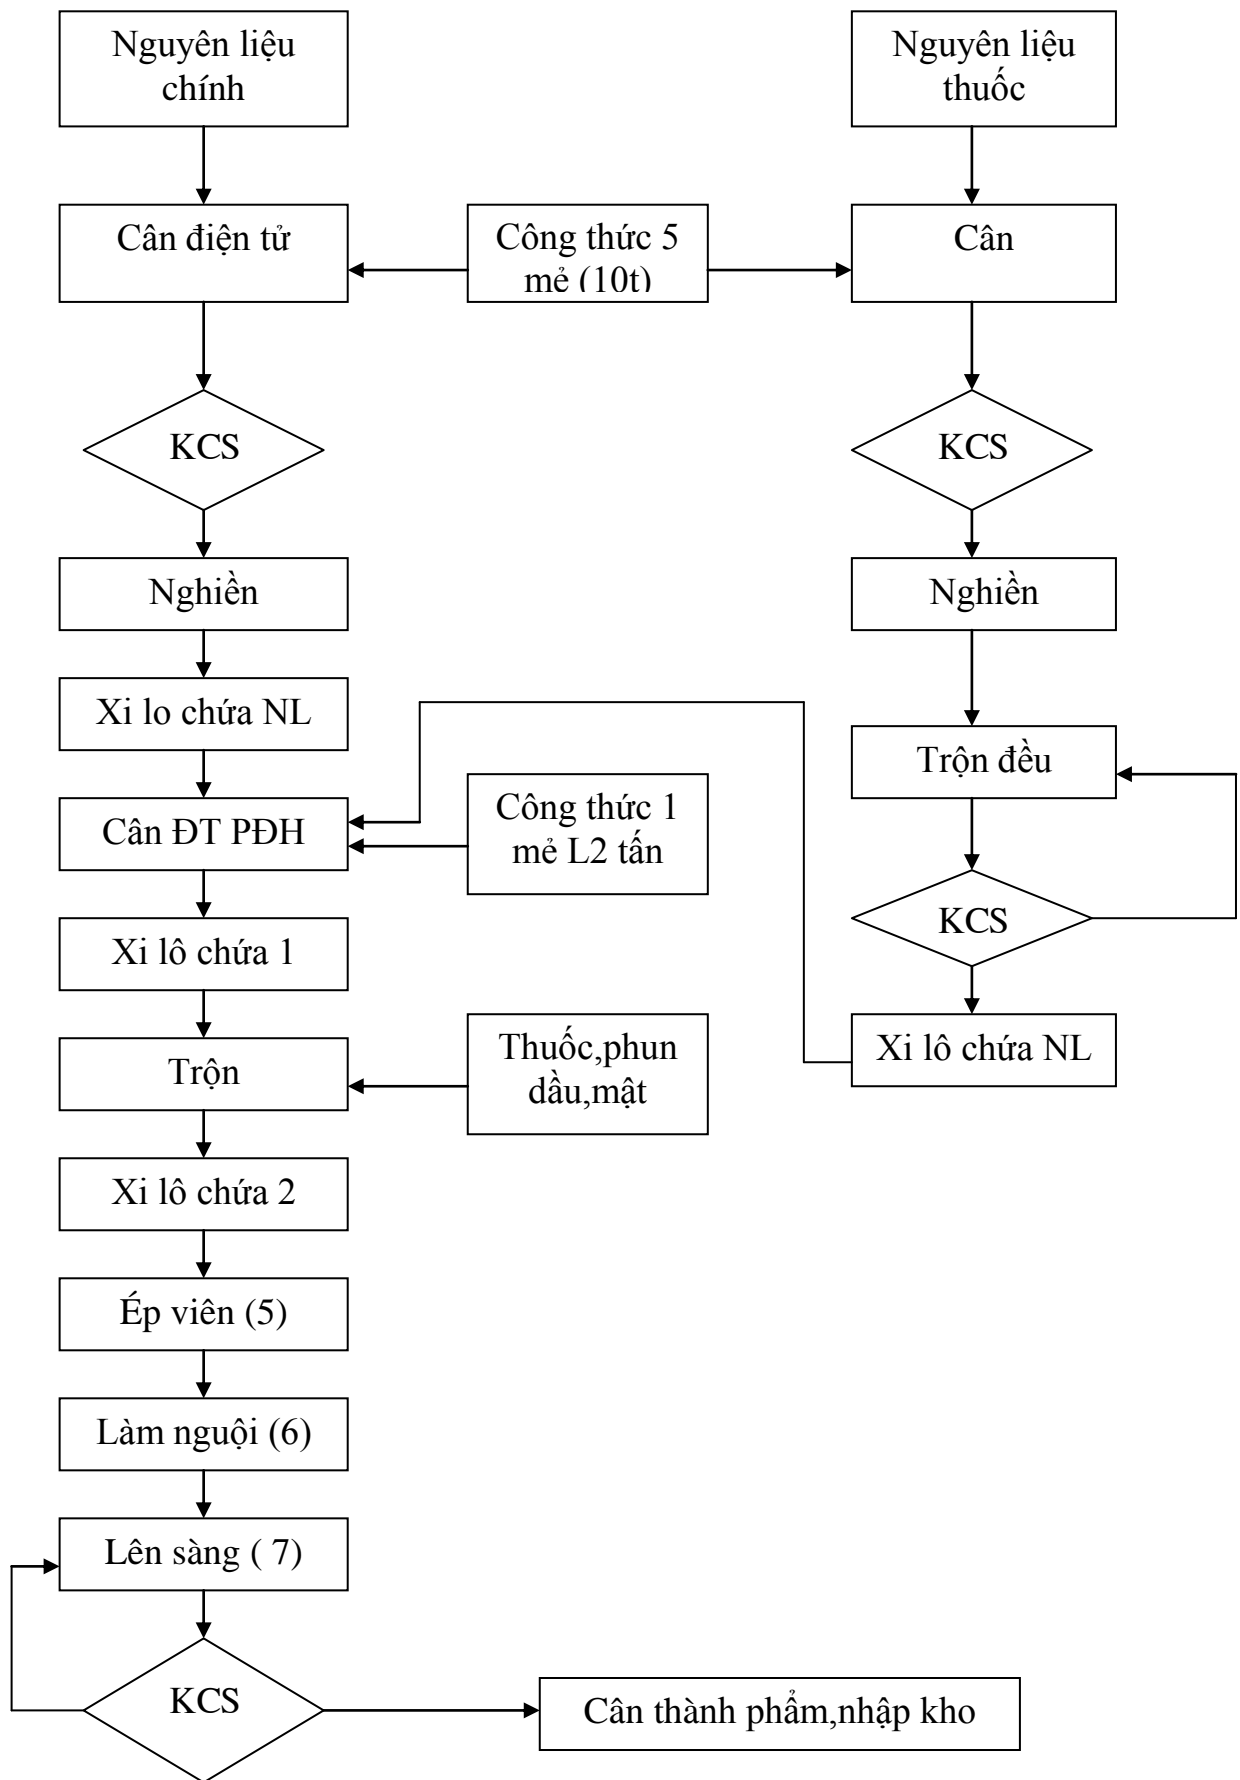 Nguyên liệu
chính
Nguyên liệu
thuốc
Cân điện tử
Công thức 5
mẻ (10t)
Cân
KCS
KCS
Nghiền
Nghiền
Xi lo chứa NL
Trộn đều
Công thức 1
mẻ L2 tấn
Cân ĐT PĐH
KCS
Xi lô chứa 1
Thuốc,phun
dầu,mật
Xi lô chứa NL
Trộn
Xi lô chứa 2
Ép viên (5)
Làm nguội (6)
Lên sàng ( 7)
KCS
Cân thành phẩm,nhập kho